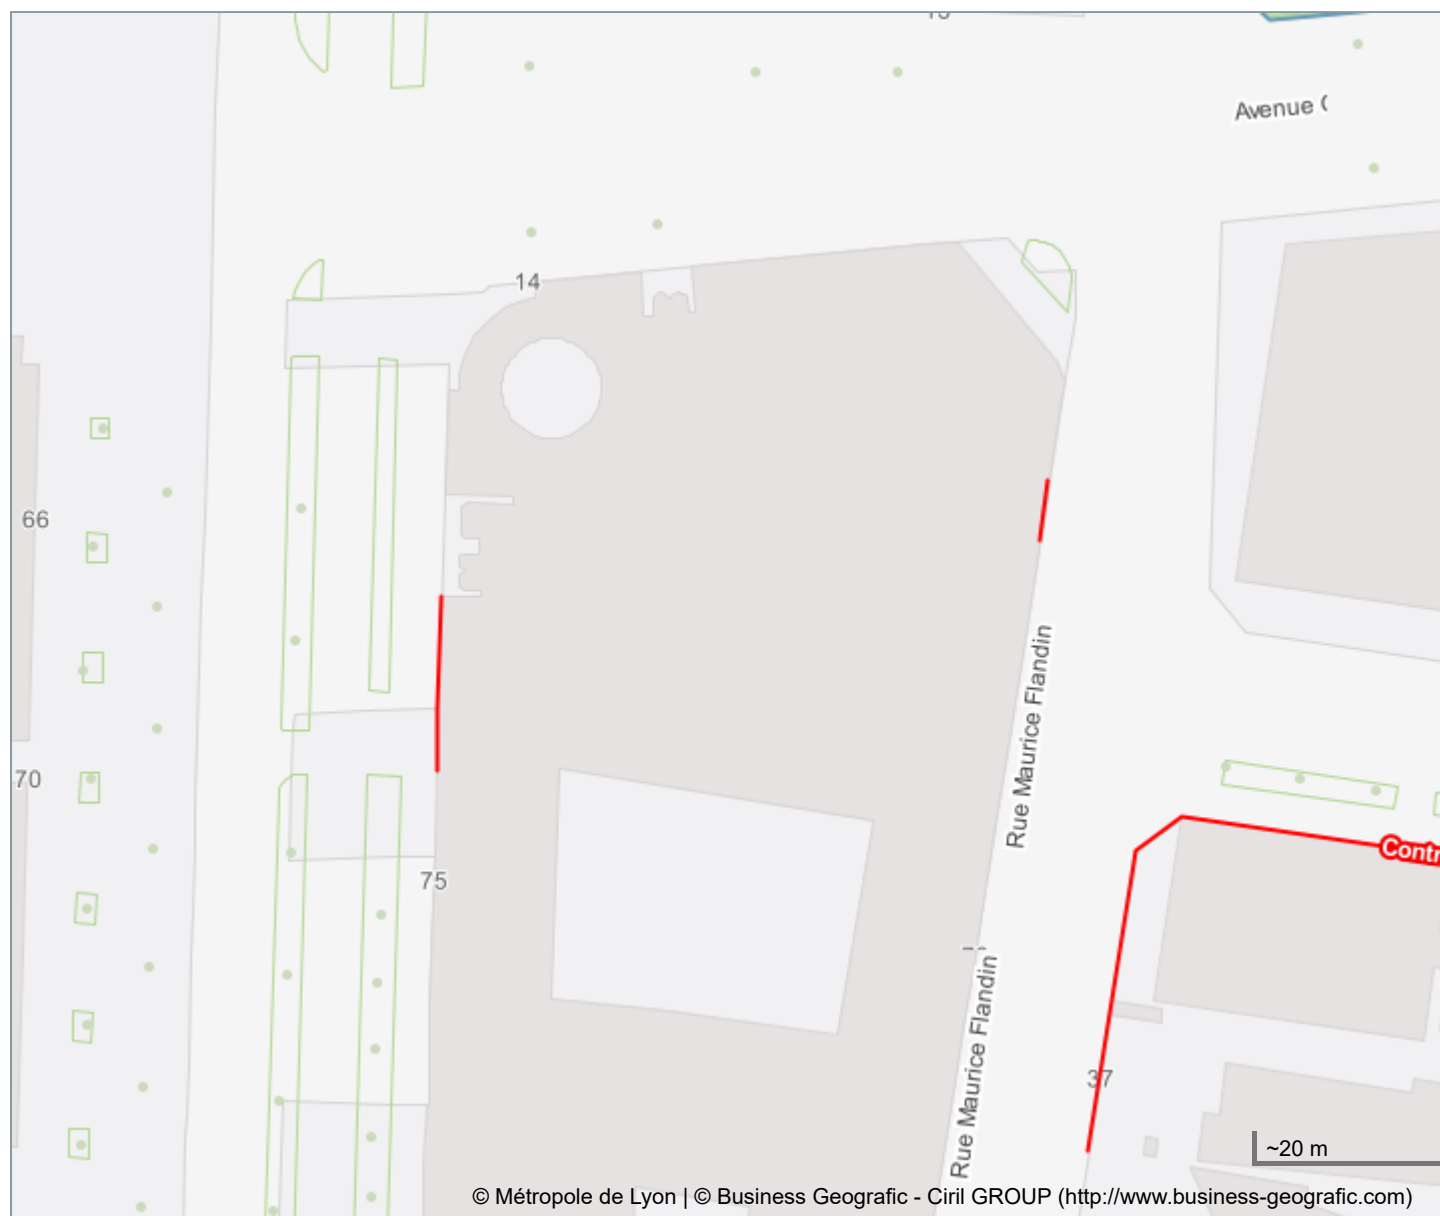 Avenue
14
66
Rue Maurice Flandin
70
Contr
75
Rue Maurice Flandin
37
~20 m
© Métropole de Lyon | © Business Geografic - Ciril GROUP (http://www.business-geografic.com)